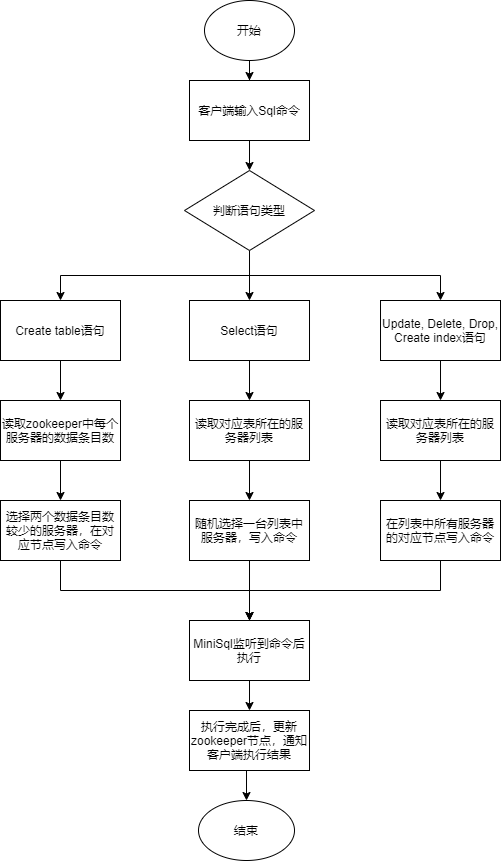 开始
客户端输入Sql命令
判断语句类型
Create table语句
Select语句
Update, Delete, Drop,
Create index语句
读取zookeeper中每个
服务器的数据条目数
读取对应表所在的服
务器列表
读取对应表所在的服
务器列表
选择两个数据条目数
较少的服务器，在对
应节点写入命令
随机选择一台列表中
服务器，写入命令
在列表中所有服务器
的对应节点写入命令
MiniSql监听到命令后
执行
执行完成后，更新
zookeeper节点，通知
客户端执行结果
结束